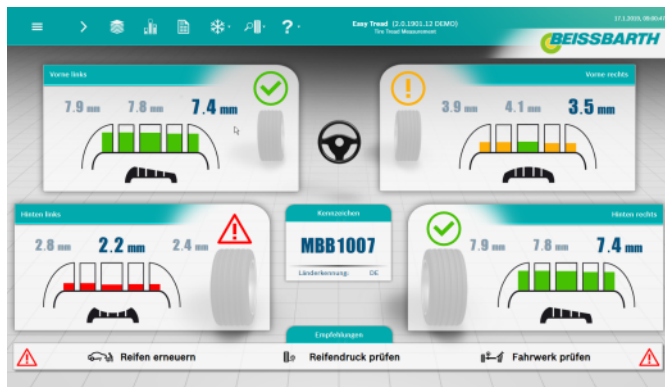 Easy Tread (2.0.1901.12 DEMO)
Tire Tread Measurement
BEISSBARTH
Vorne links
7.9 mm 7.8 mm 7.4 mm
Vorne rechts
3.9 mm 4.1 mm 3.5 mm
Hinten links
2.8 mm 2.2 mm 2.4 mm
Kennzeichen
MBB1007
Länderkennung: DE
Hinten rechts
7.9 mm 7.8 mm 7.4 mm
Empfehlungen
Reifen erneuern
Reifendruck prüfen
Fahrwerk prüfen